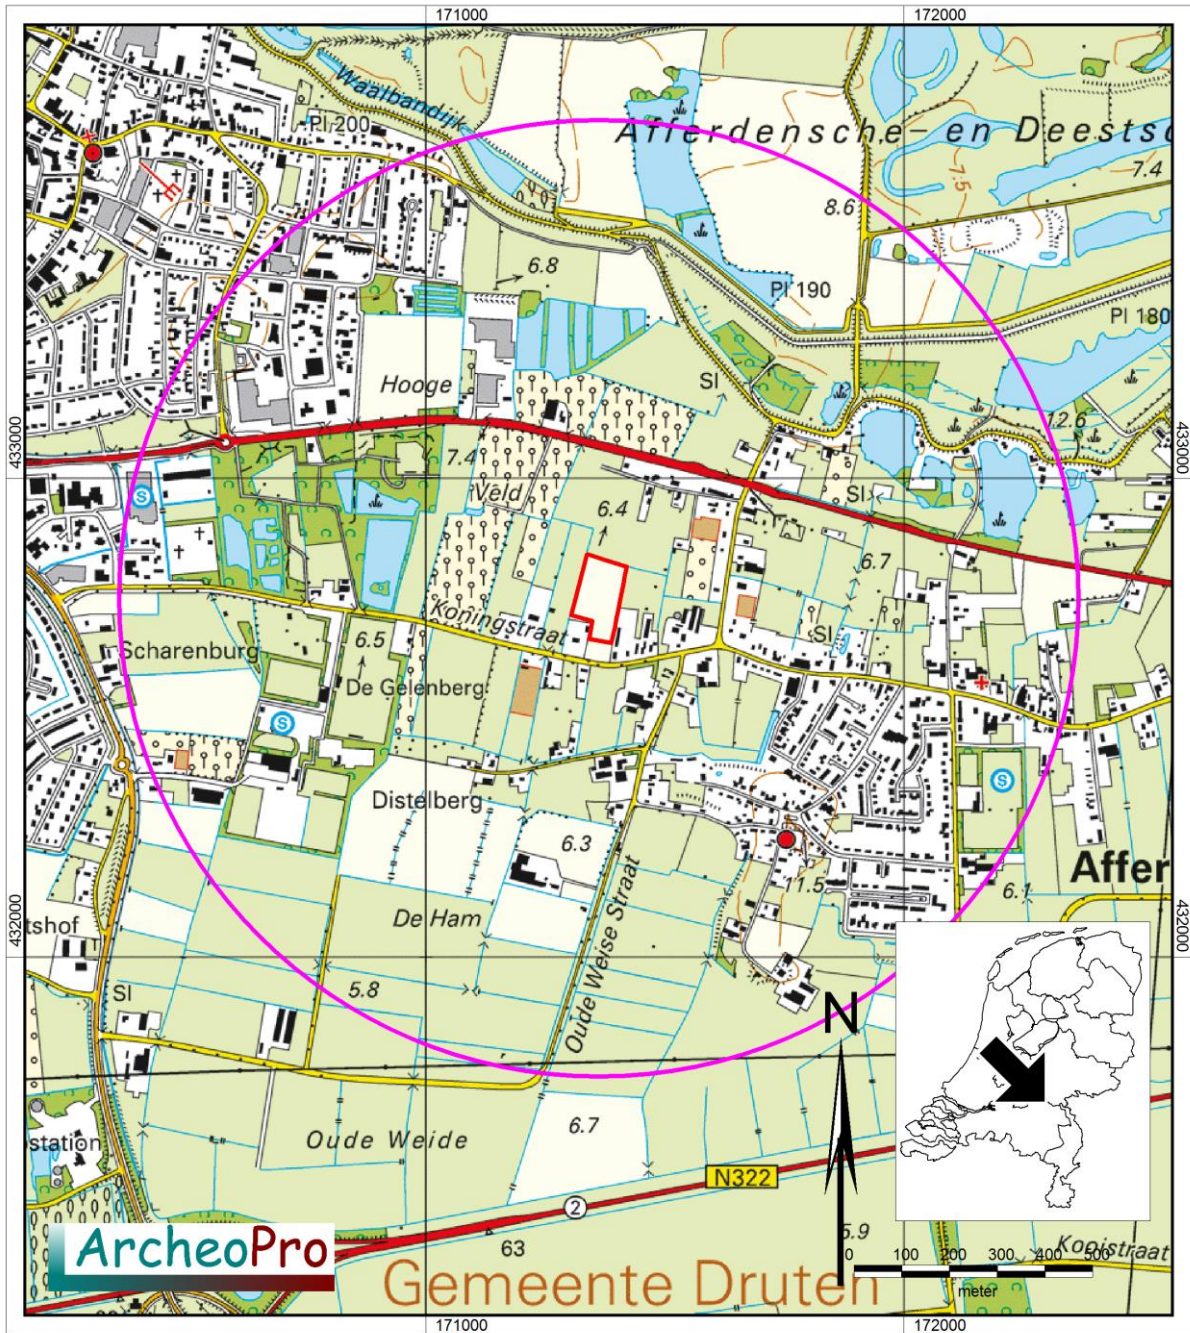 171000
172000
Waalbandijk
Pl 200
Afferdensche- en Deestsc
7.5
7.4
8.6
6.8
Pl 190
Pl 180
Hooge
Sl
12.6
433000
433000
7.4
Veld
S
Sl
6.4
6.7
Koningstraat
Sl
Scharenburg
6.5
De Gelenberg
S
S
Distelberg
6.3
Oude Weise Straat
11.5
Affer
6.1
432000
De Ham
tshof
432000
Sl
5.8
N
Oude Weide
6.7
station
N322
2
5.9
63
Kooistraat
ArcheoPro
Gemeente Druten
0 100 200 300 400 500
meter
171000
172000